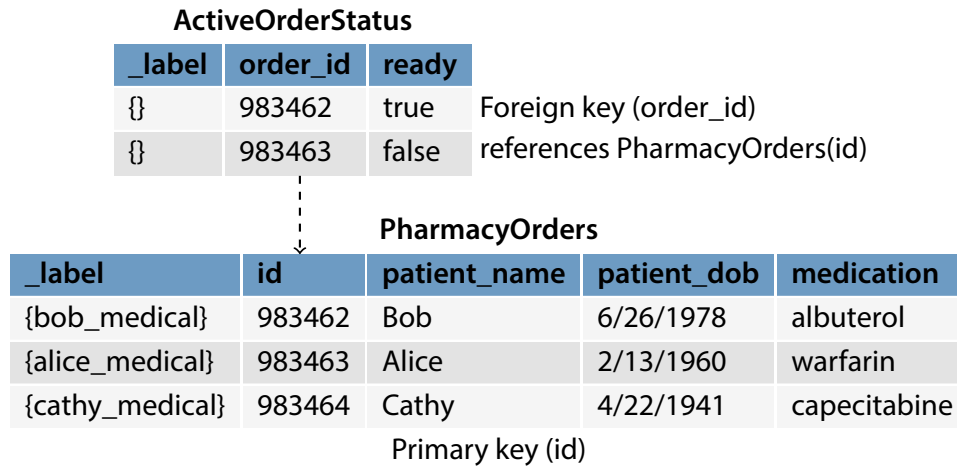 ActiveOrderStatus
_label order_id ready
{} 983462 true Foreign key (order_id)
{} 983463 false references PharmacyOrders(id)
PharmacyOrders
_label id patient_name patient_dob medication
{bob_medical} 983462 Bob 6/26/1978 albuterol
{alice_medical} 983463 Alice 2/13/1960 warfarin
{cathy_medical} 983464 Cathy 4/22/1941 capecitabine
Primary key (id)